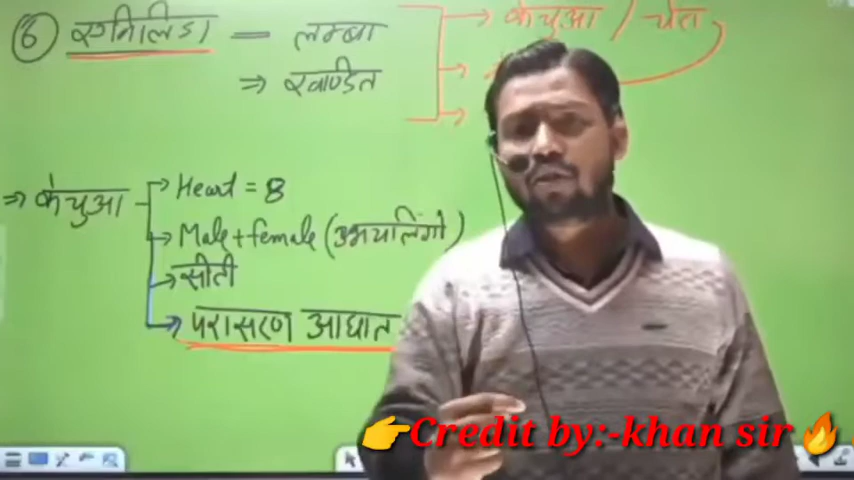 ⑥ एनिलिडा — लम्बा → केंचुआ / चेरा
⇒ खण्डित
⇒ केचुआ → Heart = 8
→ Male + female (उभयलिंगी)
→ सीती
→ परासरण आघात
👉Credit by:-khan sir🔥